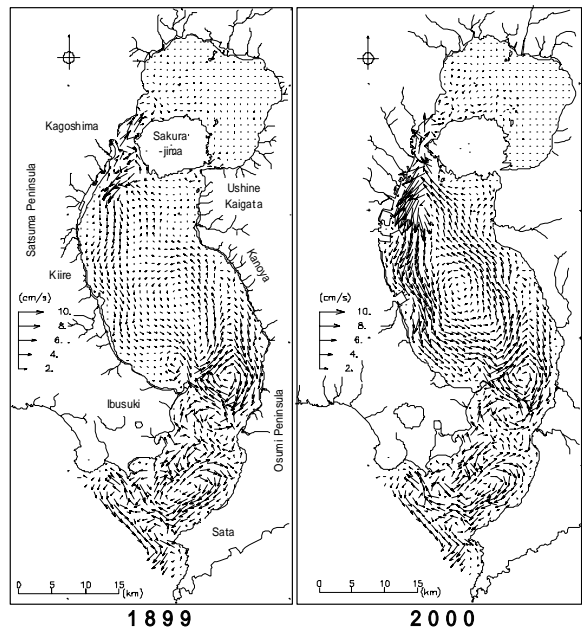 Kagoshima
Sakura
-jima
Satsuma Peninsula
Ushine
Kaigata
Kanoya
Kiire
(cm/s)
10.
8.
6.
4.
2.
Ibusuki
Osumi Peninsula
Sata
0 5 10 15
(km)
1899
(cm/s)
10.
8.
6.
4.
2.
0 5 10 15
(km)
2000